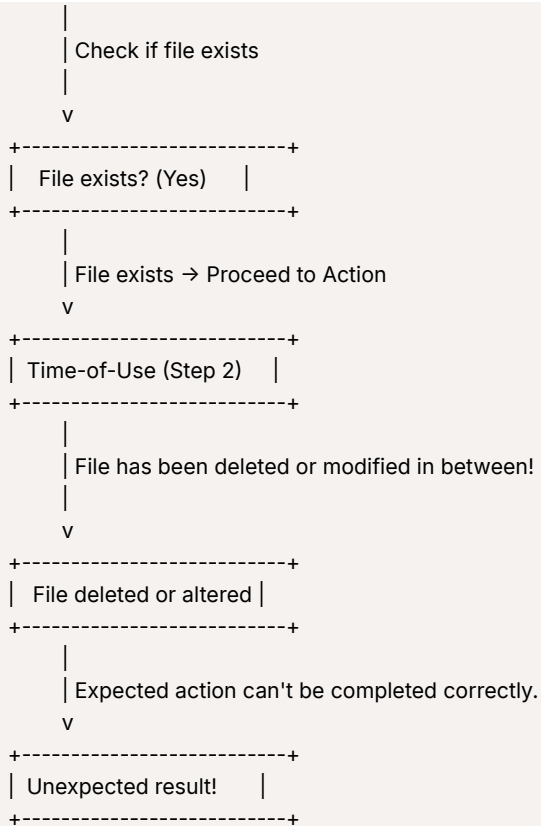 |
| Check if file exists
|
v
+---------------------------+
| File exists? (Yes) |
+---------------------------+
|
| File exists → Proceed to Action
v
+---------------------------+
| Time-of-Use (Step 2) |
+---------------------------+
|
| File has been deleted or modified in between!
|
v
+---------------------------+
| File deleted or altered |
+---------------------------+
|
| Expected action can't be completed correctly.
v
+---------------------------+
| Unexpected result! |
+---------------------------+